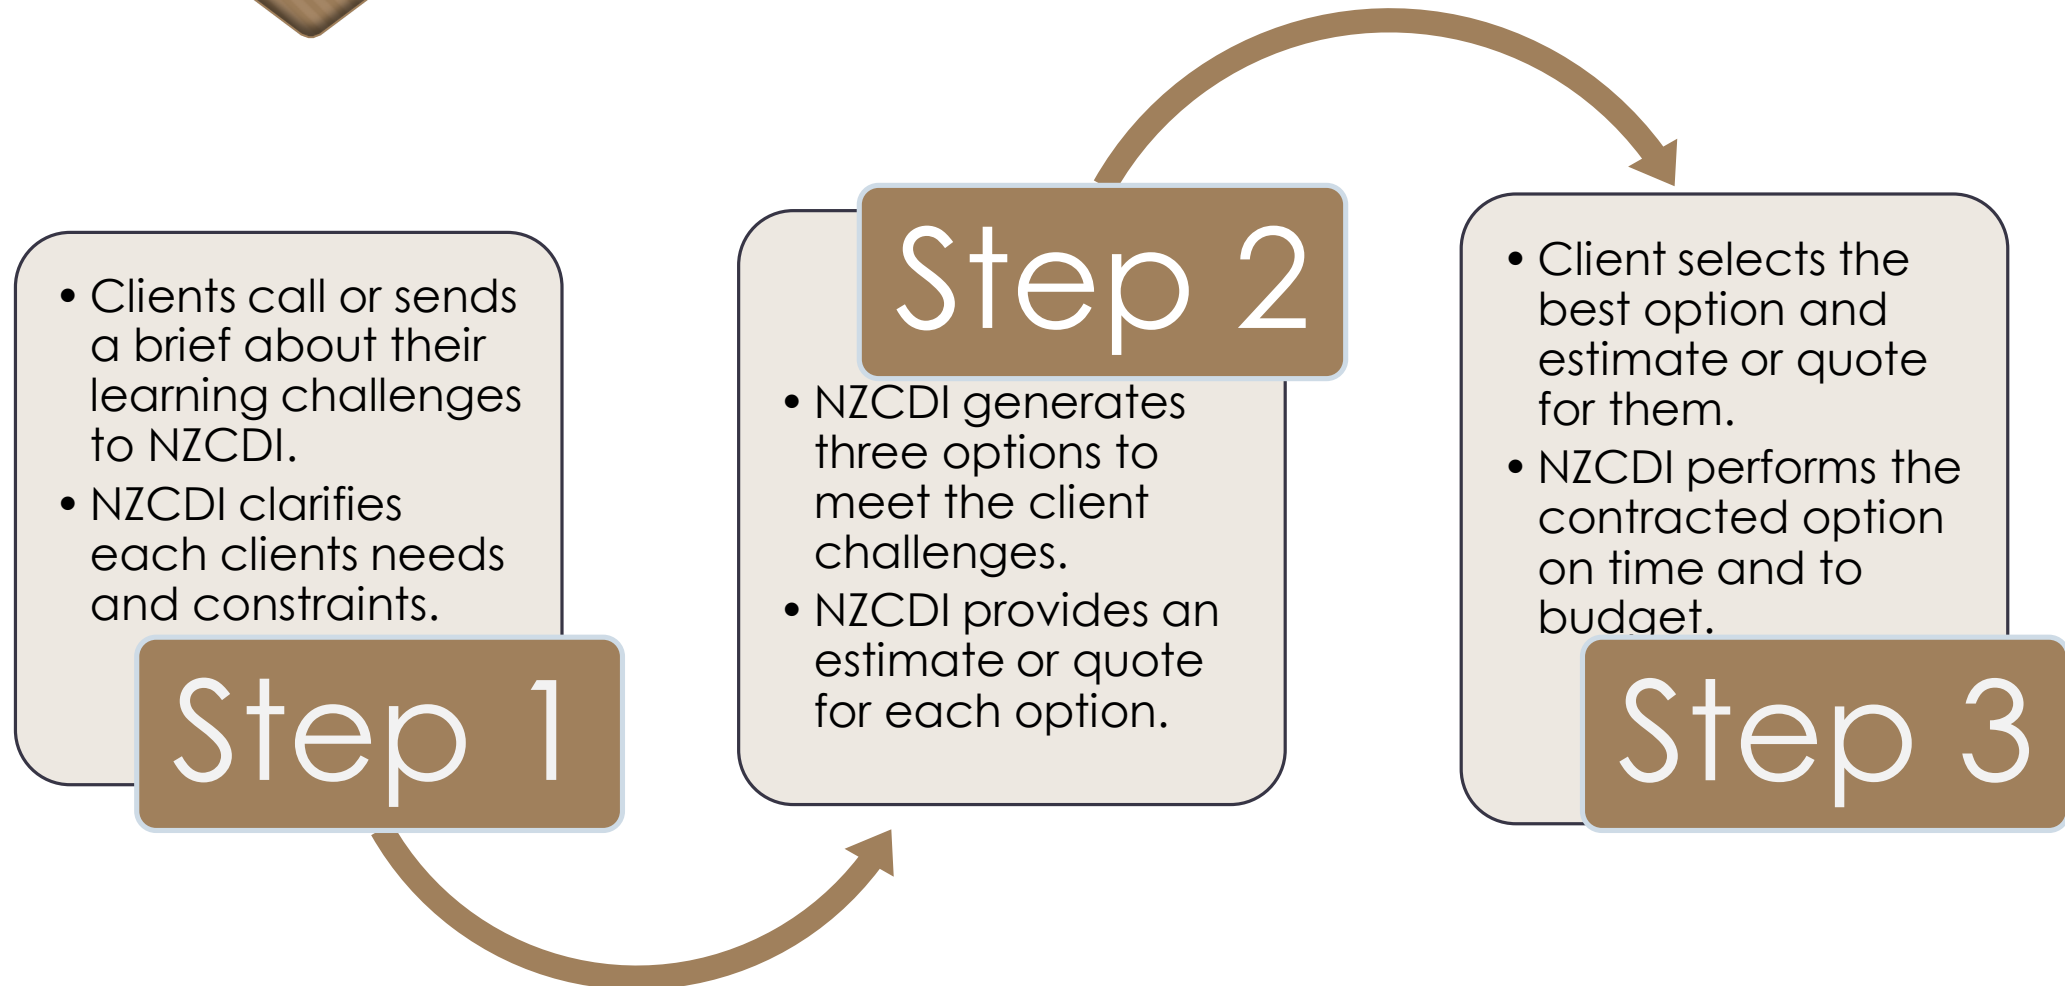 • Clients call or sends
a brief about their
learning challenges
to NZCDI.
• NZCDI clarifies
each clients needs
and constraints.
Step 1
Step 2
• NZCDI generates
three options to
meet the client
challenges.
• NZCDI provides an
estimate or quote
for each option.
• Client selects the
best option and
estimate or quote
for them.
• NZCDI performs the
contracted option
on time and to
budget.
Step 3